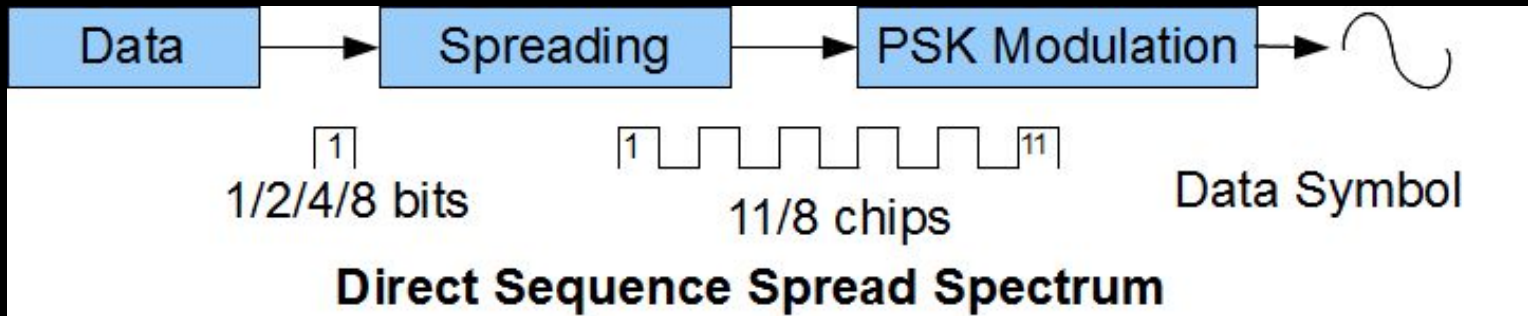 Data Spreading PSK Modulation
1 1 11
1/2/4/8 bits 11/8 chips Data Symbol
Direct Sequence Spread Spectrum